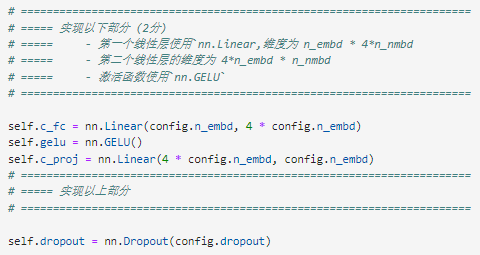 # =====================================================================
# ===== 实现以下部分 (2分)
# =====     - 第一个线性层使用`nn.Linear,维度为 n_embd * 4*n_nmbd
# =====     - 第二个线性层的维度为 4*n_embd * n_nmbd
# =====     - 激活函数使用`nn.GELU`
# =====================================================================
self.c_fc = nn.Linear(config.n_embd, 4 * config.n_embd)
self.gelu = nn.GELU()
self.c_proj = nn.Linear(4 * config.n_embd, config.n_embd)
# =====================================================================
# ===== 实现以上部分
# =====================================================================
self.dropout = nn.Dropout(config.dropout)